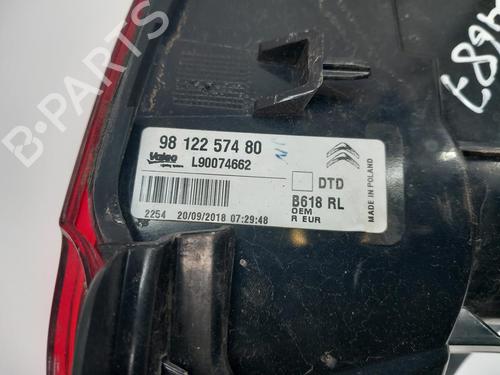 98 122 574 80
Valeo
L90074662
DTD
B618 RL
OEM
R EUR
2254 20/09/2018 07:29:48
MADE IN POLAND
B-PARTS